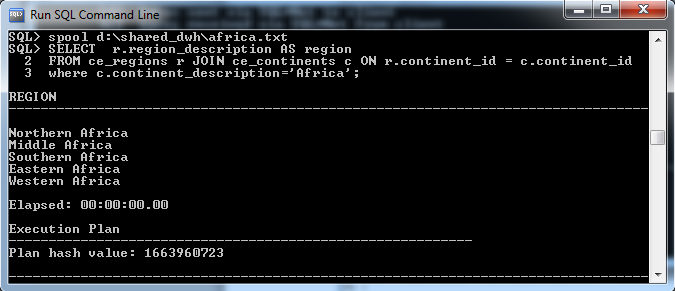 Run SQL Command Line
SQL> spool d:\shared_dwh\africa.txt
SQL> SELECT  r.region_description AS region
  2  FROM ce_regions r JOIN ce_continents c ON r.continent_id = c.continent_id
  3  where c.continent_description='Africa';
REGION
--------------------------------------------------------------------------------
Northern Africa
Middle Africa
Southern Africa
Eastern Africa
Western Africa
Elapsed: 00:00:00.00
Execution Plan
----------------------------------------------------------
Plan hash value: 1663960723
--------------------------------------------------------------------------------